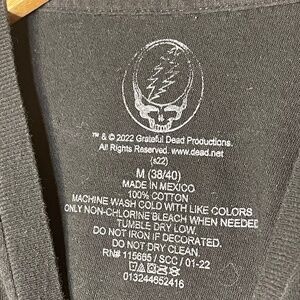 ™ & © 2022 Grateful Dead Productions.
All Rights Reserved. www.dead.net
(s22)
M (38/40)
MADE IN MEXICO
100% COTTON
MACHINE WASH COLD WITH LIKE COLORS
ONLY NON-CHLORINE BLEACH WHEN NEEDED
TUMBLE DRY LOW.
DO NOT IRON IF DECORATED.
DO NOT DRY CLEAN.
RN# 115665 / SCC / 01-22
013244652416